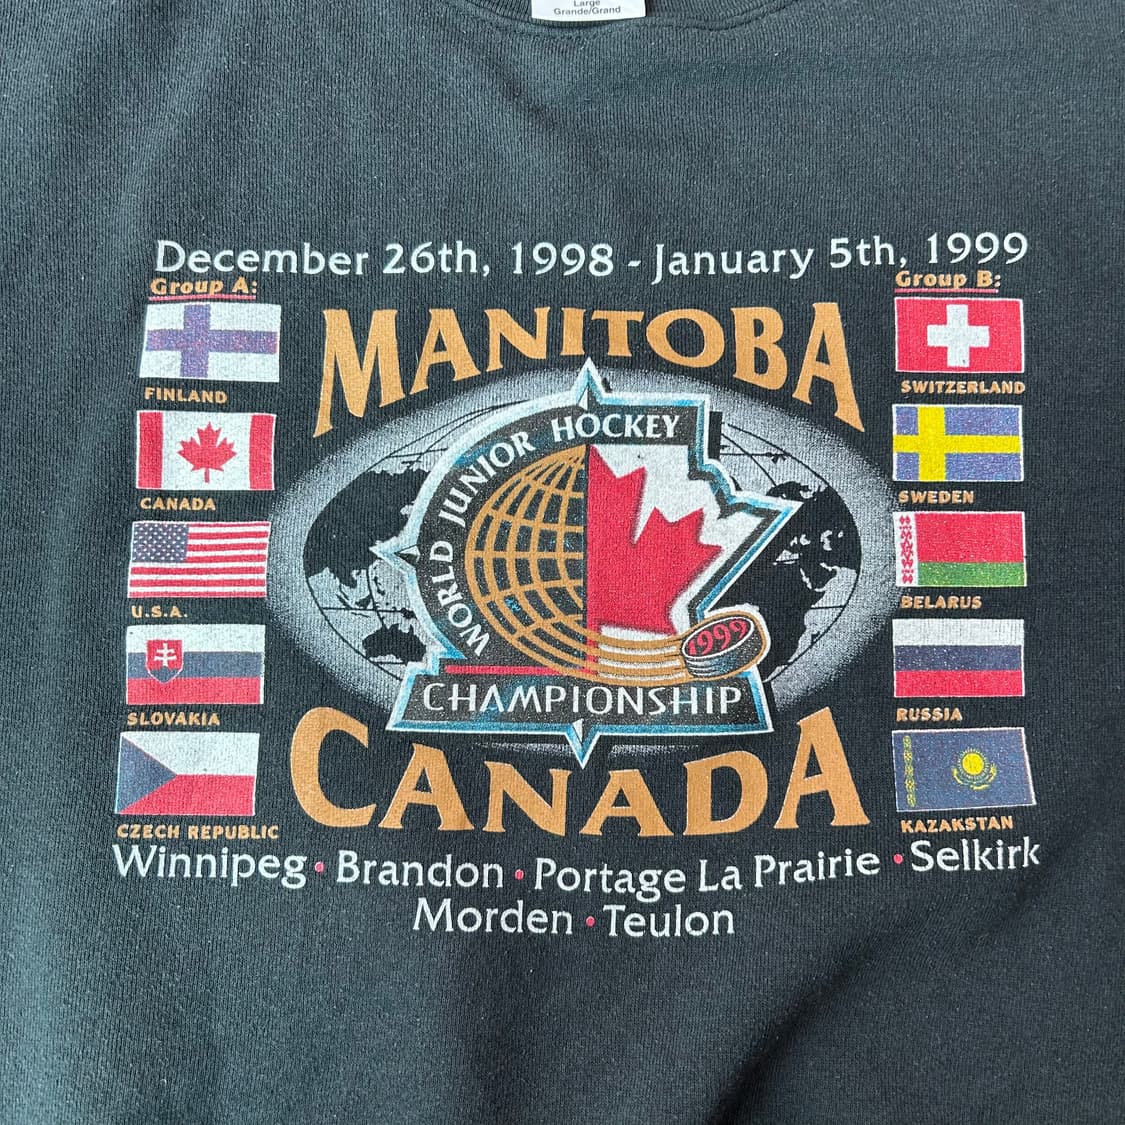 Large
Grande/Grand
December 26th, 1998 - January 5th, 1999
Group A:
Group B:
MANITOBA
FINLAND
CANADA
U.S.A.
SLOVAKIA
CZECH REPUBLIC
WORLD JUNIOR HOCKEY
1999
CHAMPIONSHIP
SWITZERLAND
SWEDEN
BELARUS
RUSSIA
KAZAKSTAN
CANADA
Winnipeg • Brandon • Portage La Prairie • Selkirk
Morden • Teulon